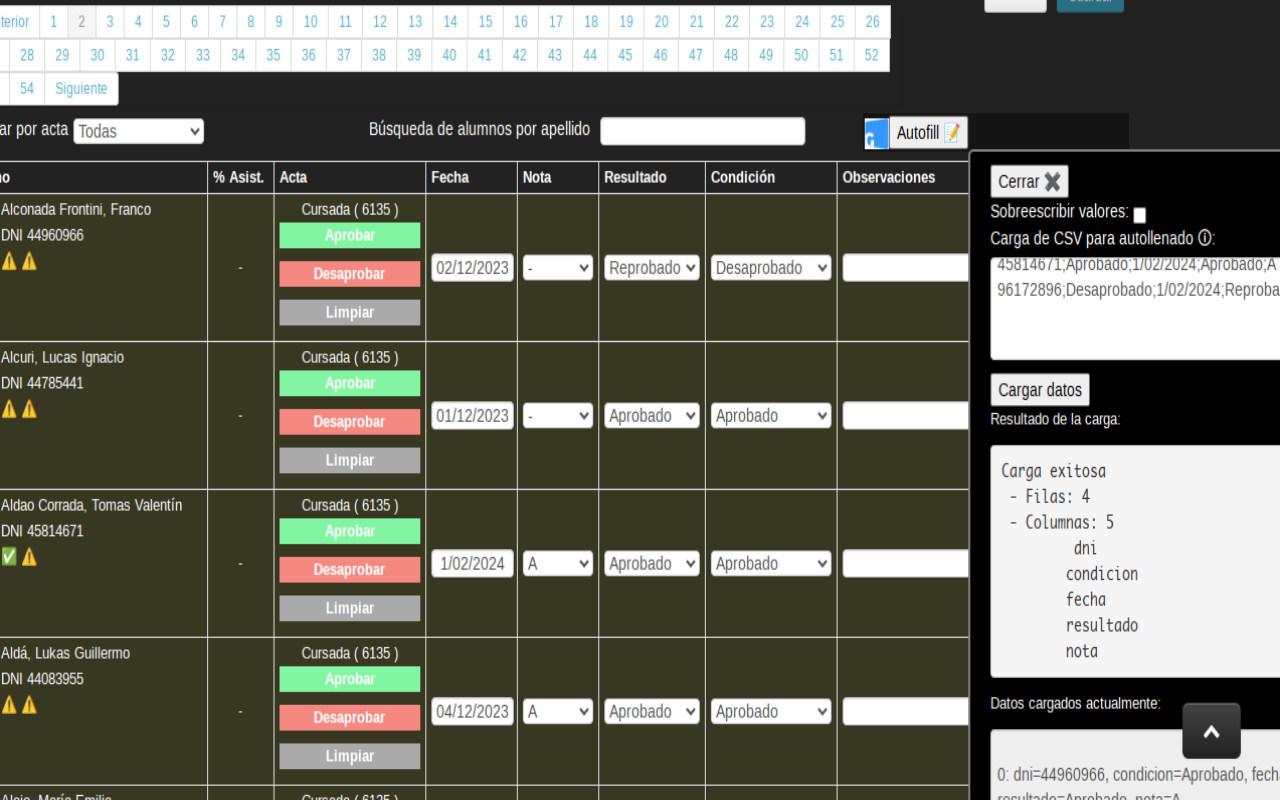 terior 1 2 3 4 5 6 7 8 9 10 11 12 13 14 15 16 17 18 19 20 21 22 23 24 25 26
28 29 30 31 32 33 34 35 36 37 38 39 40 41 42 43 44 45 46 47 48 49 50 51 52
54 Siguiente
ar por acta Todas Búsqueda de alumnos por apellido Autofill 📝
no % Asist. Acta Fecha Nota Resultado Condición Observaciones
Alconada Frontini, Franco
DNI 44960966
⚠️ ⚠️
-
Cursada ( 6135 )
Aprobar
Desaprobar
Limpiar
02/12/2023 - Reprobado Desaprobado
Alcuri, Lucas Ignacio
DNI 44785441
⚠️ ⚠️
-
Cursada ( 6135 )
Aprobar
Desaprobar
Limpiar
01/12/2023 - Aprobado Aprobado
Aldao Corrada, Tomas Valentín
DNI 45814671
✅ ⚠️
-
Cursada ( 6135 )
Aprobar
Desaprobar
Limpiar
1/02/2024 A Aprobado Aprobado
Aldá, Lukas Guillermo
DNI 44083955
⚠️ ⚠️
-
Cursada ( 6135 )
Aprobar
Desaprobar
Limpiar
04/12/2023 A Aprobado Aprobado
Cursada ( 6135 )
Cerrar ✖️
Sobreescribir valores:
Carga de CSV para autollenado ⓘ:
45814671;Aprobado;1/02/2024;Aprobado;A
96172896;Desaprobado;1/02/2024;Reproba
Cargar datos
Resultado de la carga:
Carga exitosa
- Filas: 4
- Columnas: 5
dni
condicion
fecha
resultado
nota
Datos cargados actualmente:
0: dni=44960966, condicion=Aprobado, fech
resultado=Aprobado, nota=A